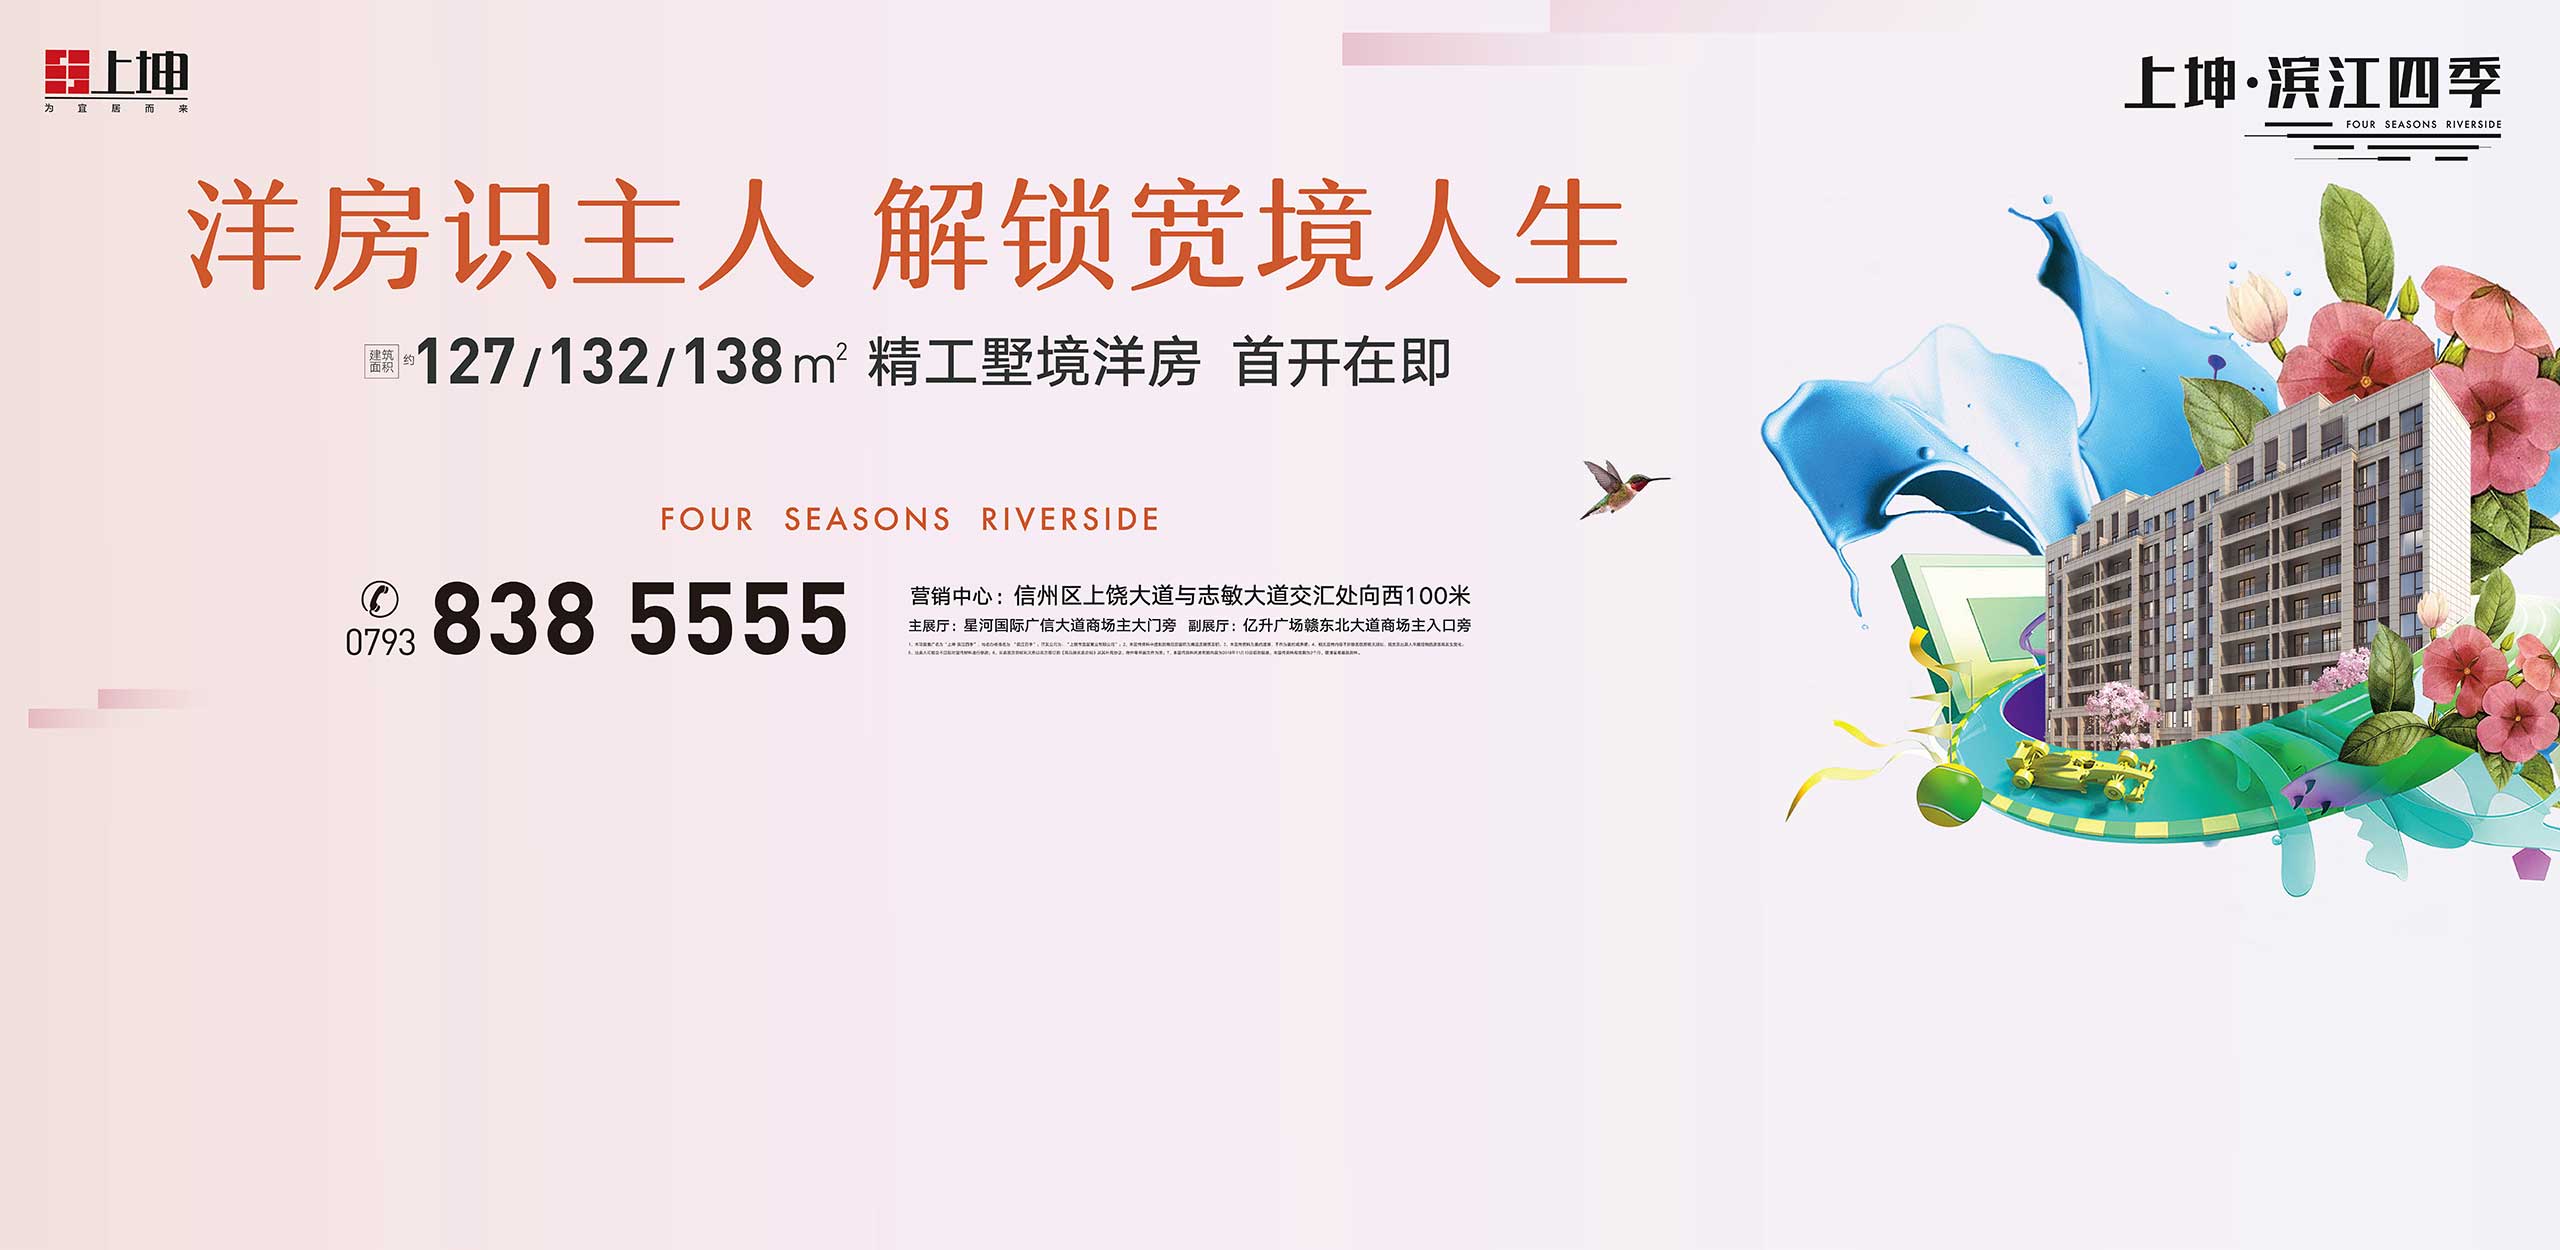 上坤
为宜居而来
上坤·滨江四季
FOUR SEASONS RIVERSIDE
洋房识主人 解锁宽境人生
建筑面积 约127/132/138m² 精工墅境洋房 首开在即
FOUR SEASONS RIVERSIDE
0793 838 5555
营销中心：信州区上饶大道与志敏大道交汇处向西100米
主展厅：星河国际广信大道商场主大门旁 副展厅：亿升广场赣东北大道商场主入口旁